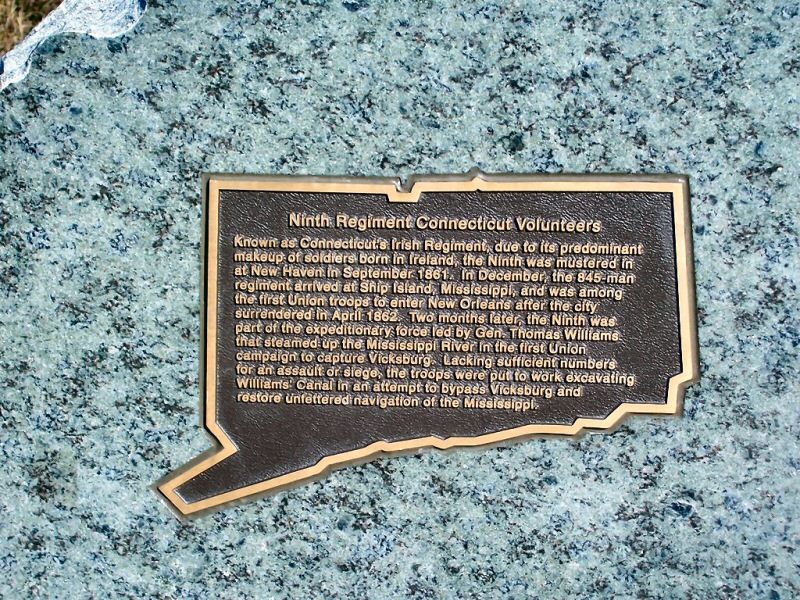 Ninth Regiment Connecticut Volunteers
Known as Connecticut's Irish Regiment, due to its predominant
makeup of soldiers born in Ireland, the Ninth was mustered in
at New Haven in September 1861. In December, the 845-man
regiment arrived at Ship Island, Mississippi, and was among
the first Union troops to enter New Orleans after the city
surrendered in April 1862. Two months later, the Ninth was
part of the expeditionary force led by Gen. Thomas Williams
that steamed up the Mississippi River in the first Union
campaign to capture Vicksburg. Lacking sufficient numbers
for an assault or siege, the troops were put to work excavating
Williams' Canal in an attempt to bypass Vicksburg and
restore unfettered navigation of the Mississippi.